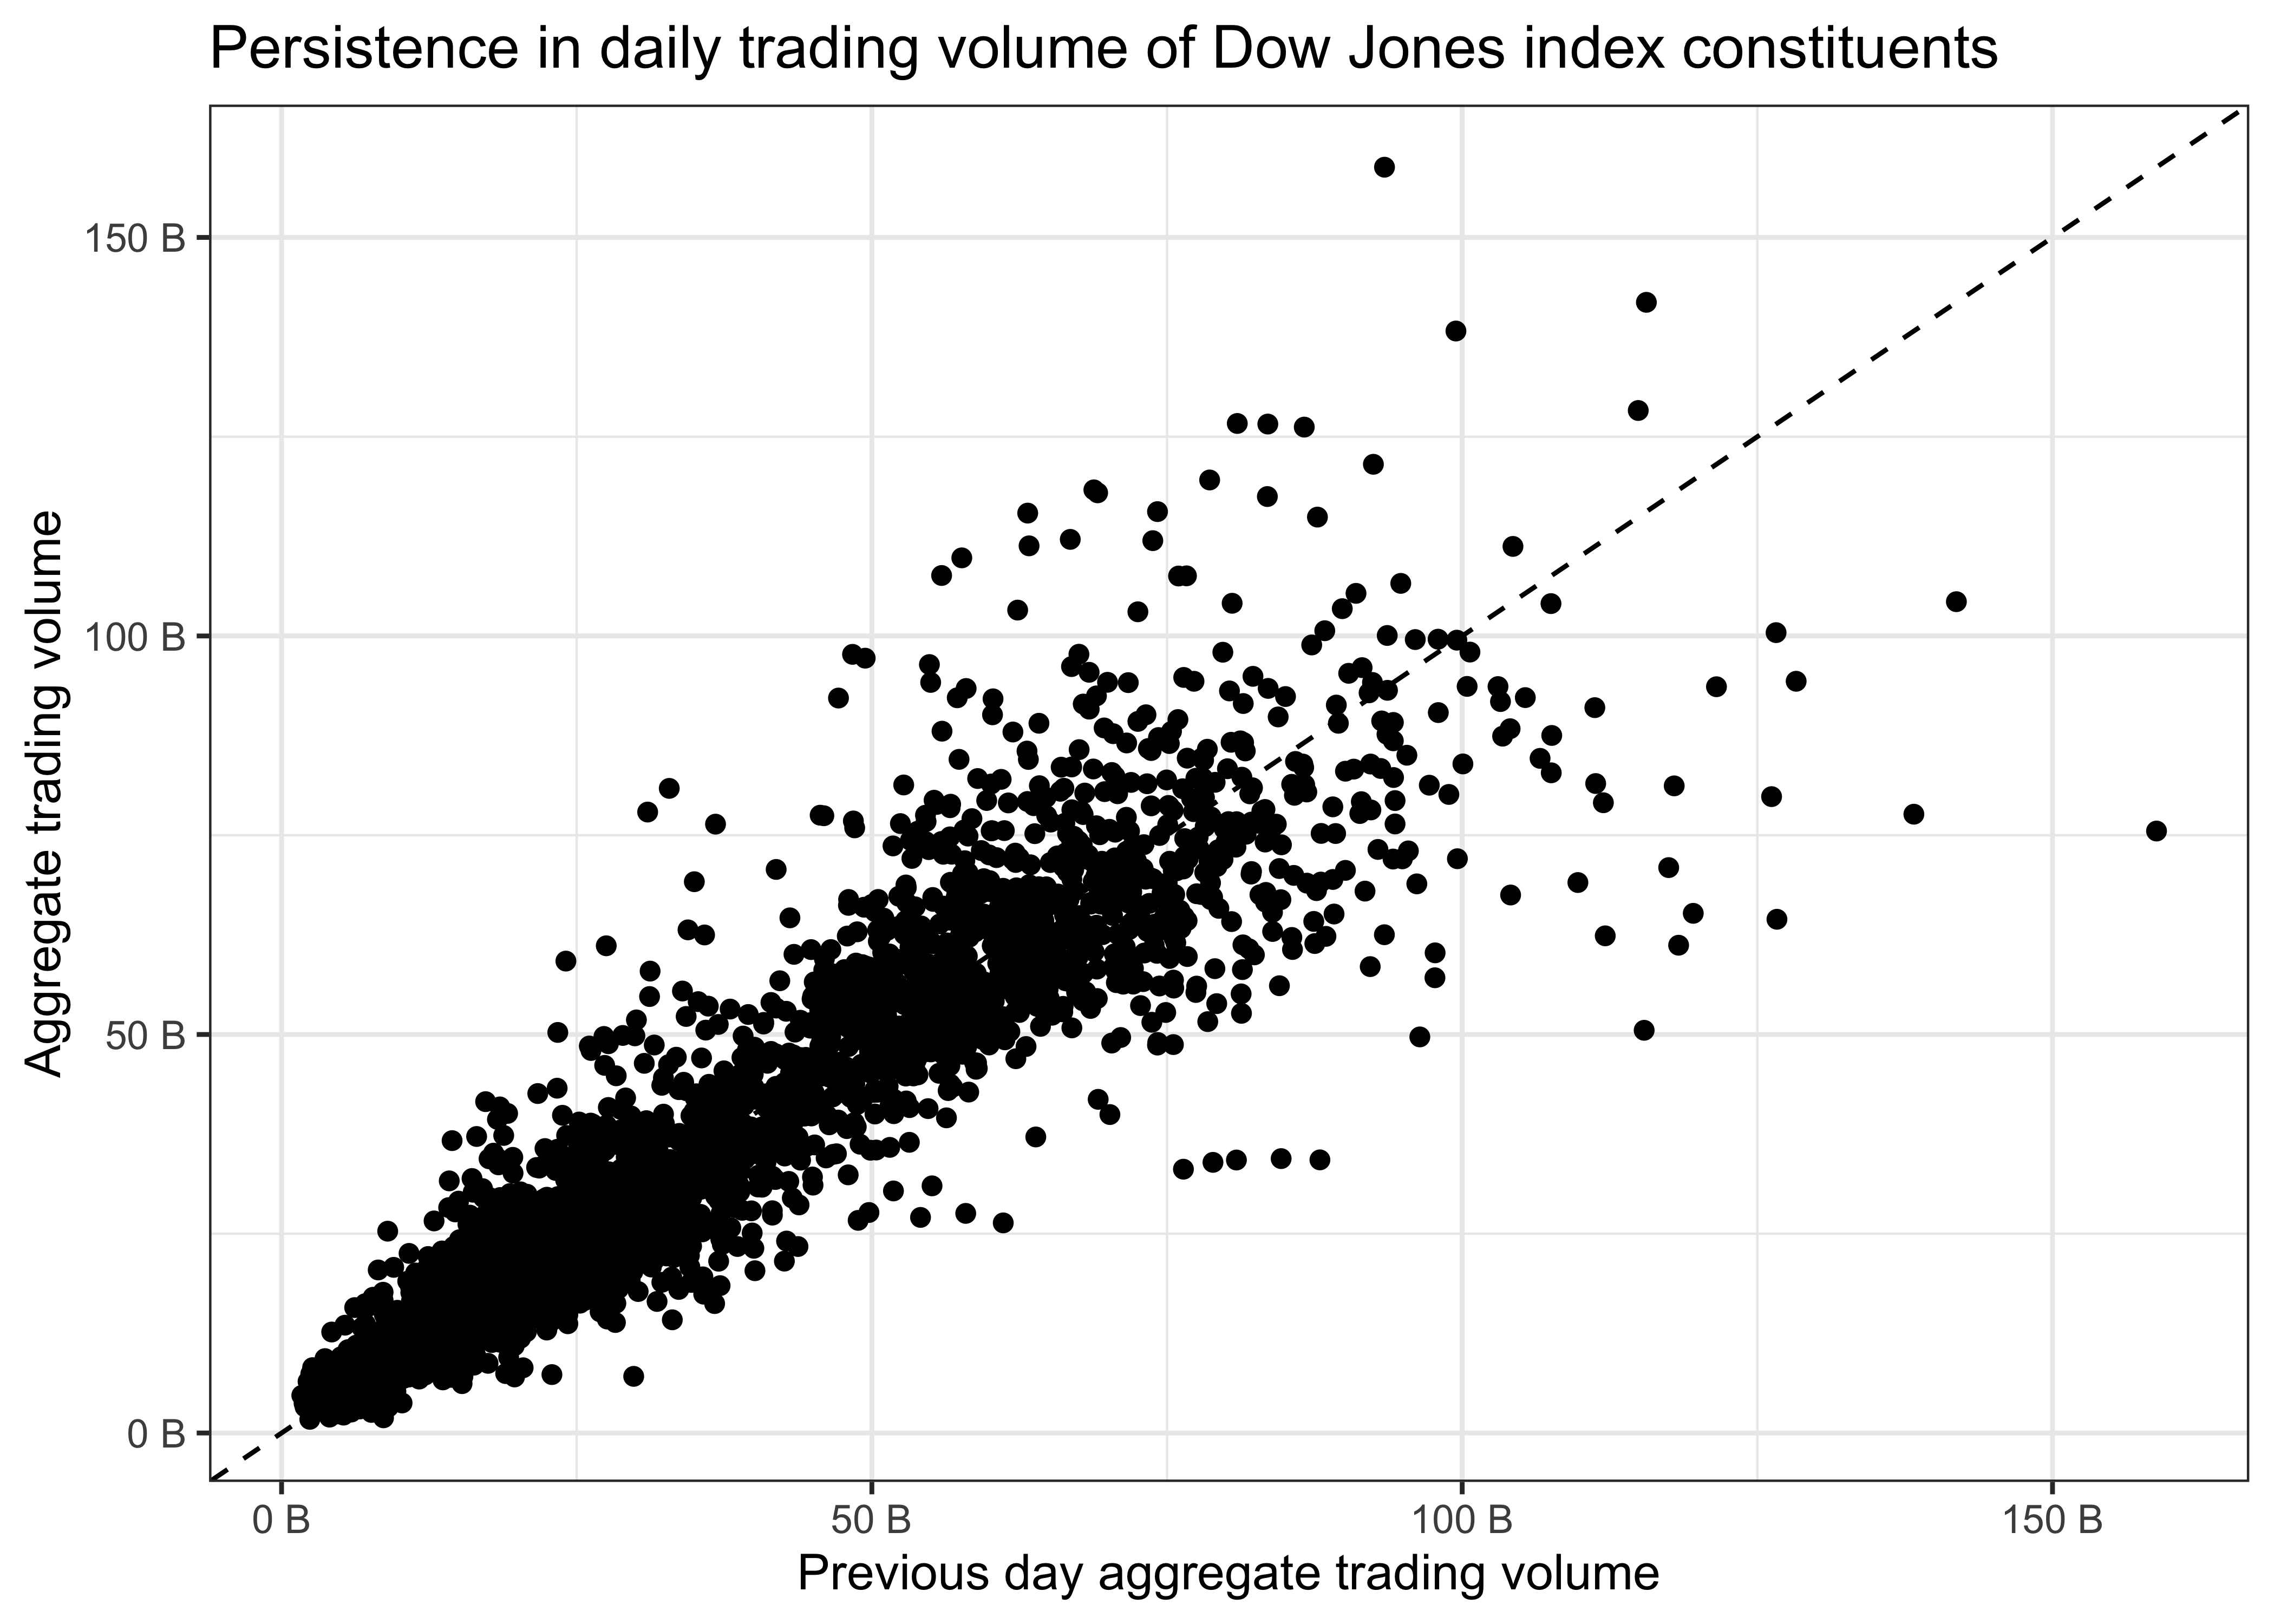 Persistence in daily trading volume of Dow Jones index constituents
Aggregate trading volume
150 B
100 B
50 B
0 B
0 B
50 B
100 B
150 B
Previous day aggregate trading volume